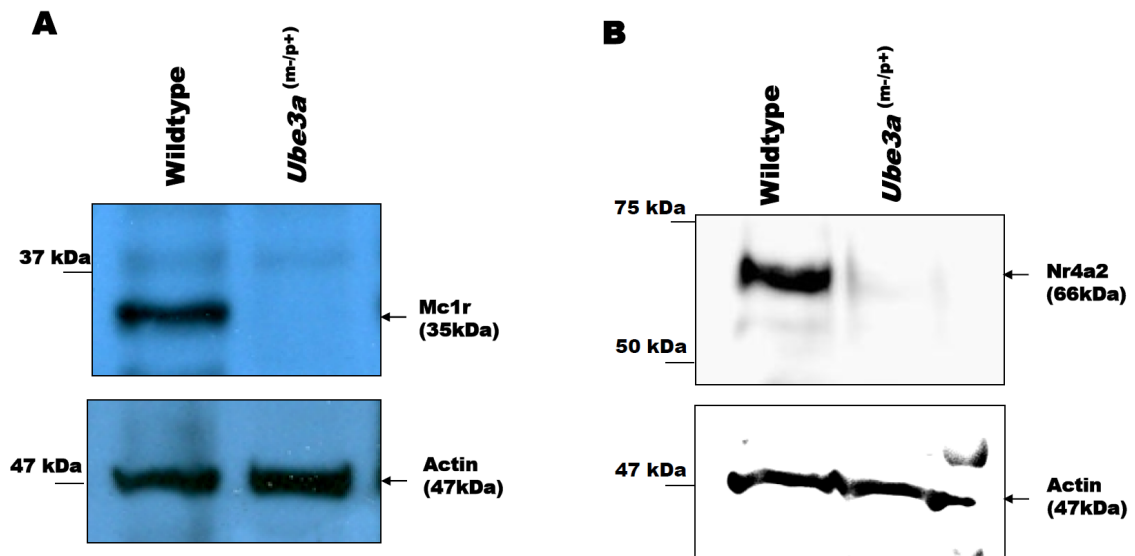 A
Wildtype
Ube3a (m-/p+)
37 kDa
Mc1r
(35kDa)
47 kDa
Actin
(47kDa)
B
Wildtype
Ube3a (m-/p+)
75 kDa
Nr4a2
(66kDa)
50 kDa
47 kDa
Actin
(47kDa)